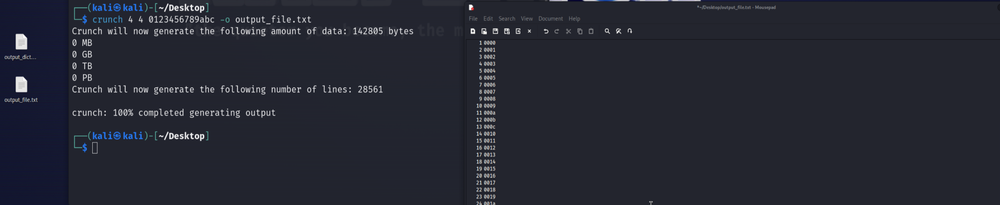 ┌──(kali㉿kali)-[~/Desktop]
└─$ crunch 4 4 0123456789abc -o output_file.txt
Crunch will now generate the following amount of data: 142805 bytes
0 MB
0 GB
0 TB
0 PB
Crunch will now generate the following number of lines: 28561
crunch: 100% completed generating output
┌──(kali㉿kali)-[~/Desktop]
└─$
output_dict...
output_file.txt
*~/Desktop/output_file.txt - Mousepad
File Edit Search View Document Help
1 0000
2 0001
3 0002
4 0003
5 0004
6 0005
7 0006
8 0007
9 0008
10 0009
11 000a
12 000b
13 000c
14 0010
15 0011
16 0012
17 0013
18 0014
19 0015
20 0016
21 0017
22 0018
23 0019
24 001a